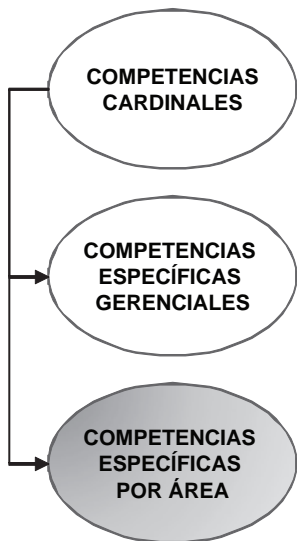 COMPETENCIAS
CARDINALES
COMPETENCIAS
ESPECÍFICAS
GERENCIALES
COMPETENCIAS
ESPECÍFICAS
POR ÁREA